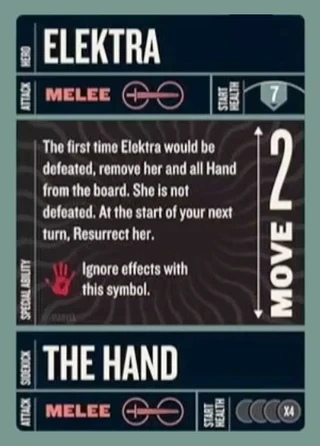 HERO
ELEKTRA
ATTACK
MELEE
START HEALTH
7
The first time Elektra would be
defeated, remove her and all Hand
from the board. She is not
defeated. At the start of your next
turn, Resurrect her.
Ignore effects with
this symbol.
SPECIAL ABILITY
MOVE 2
SIDEKICK
THE HAND
ATTACK
MELEE
START HEALTH
X4